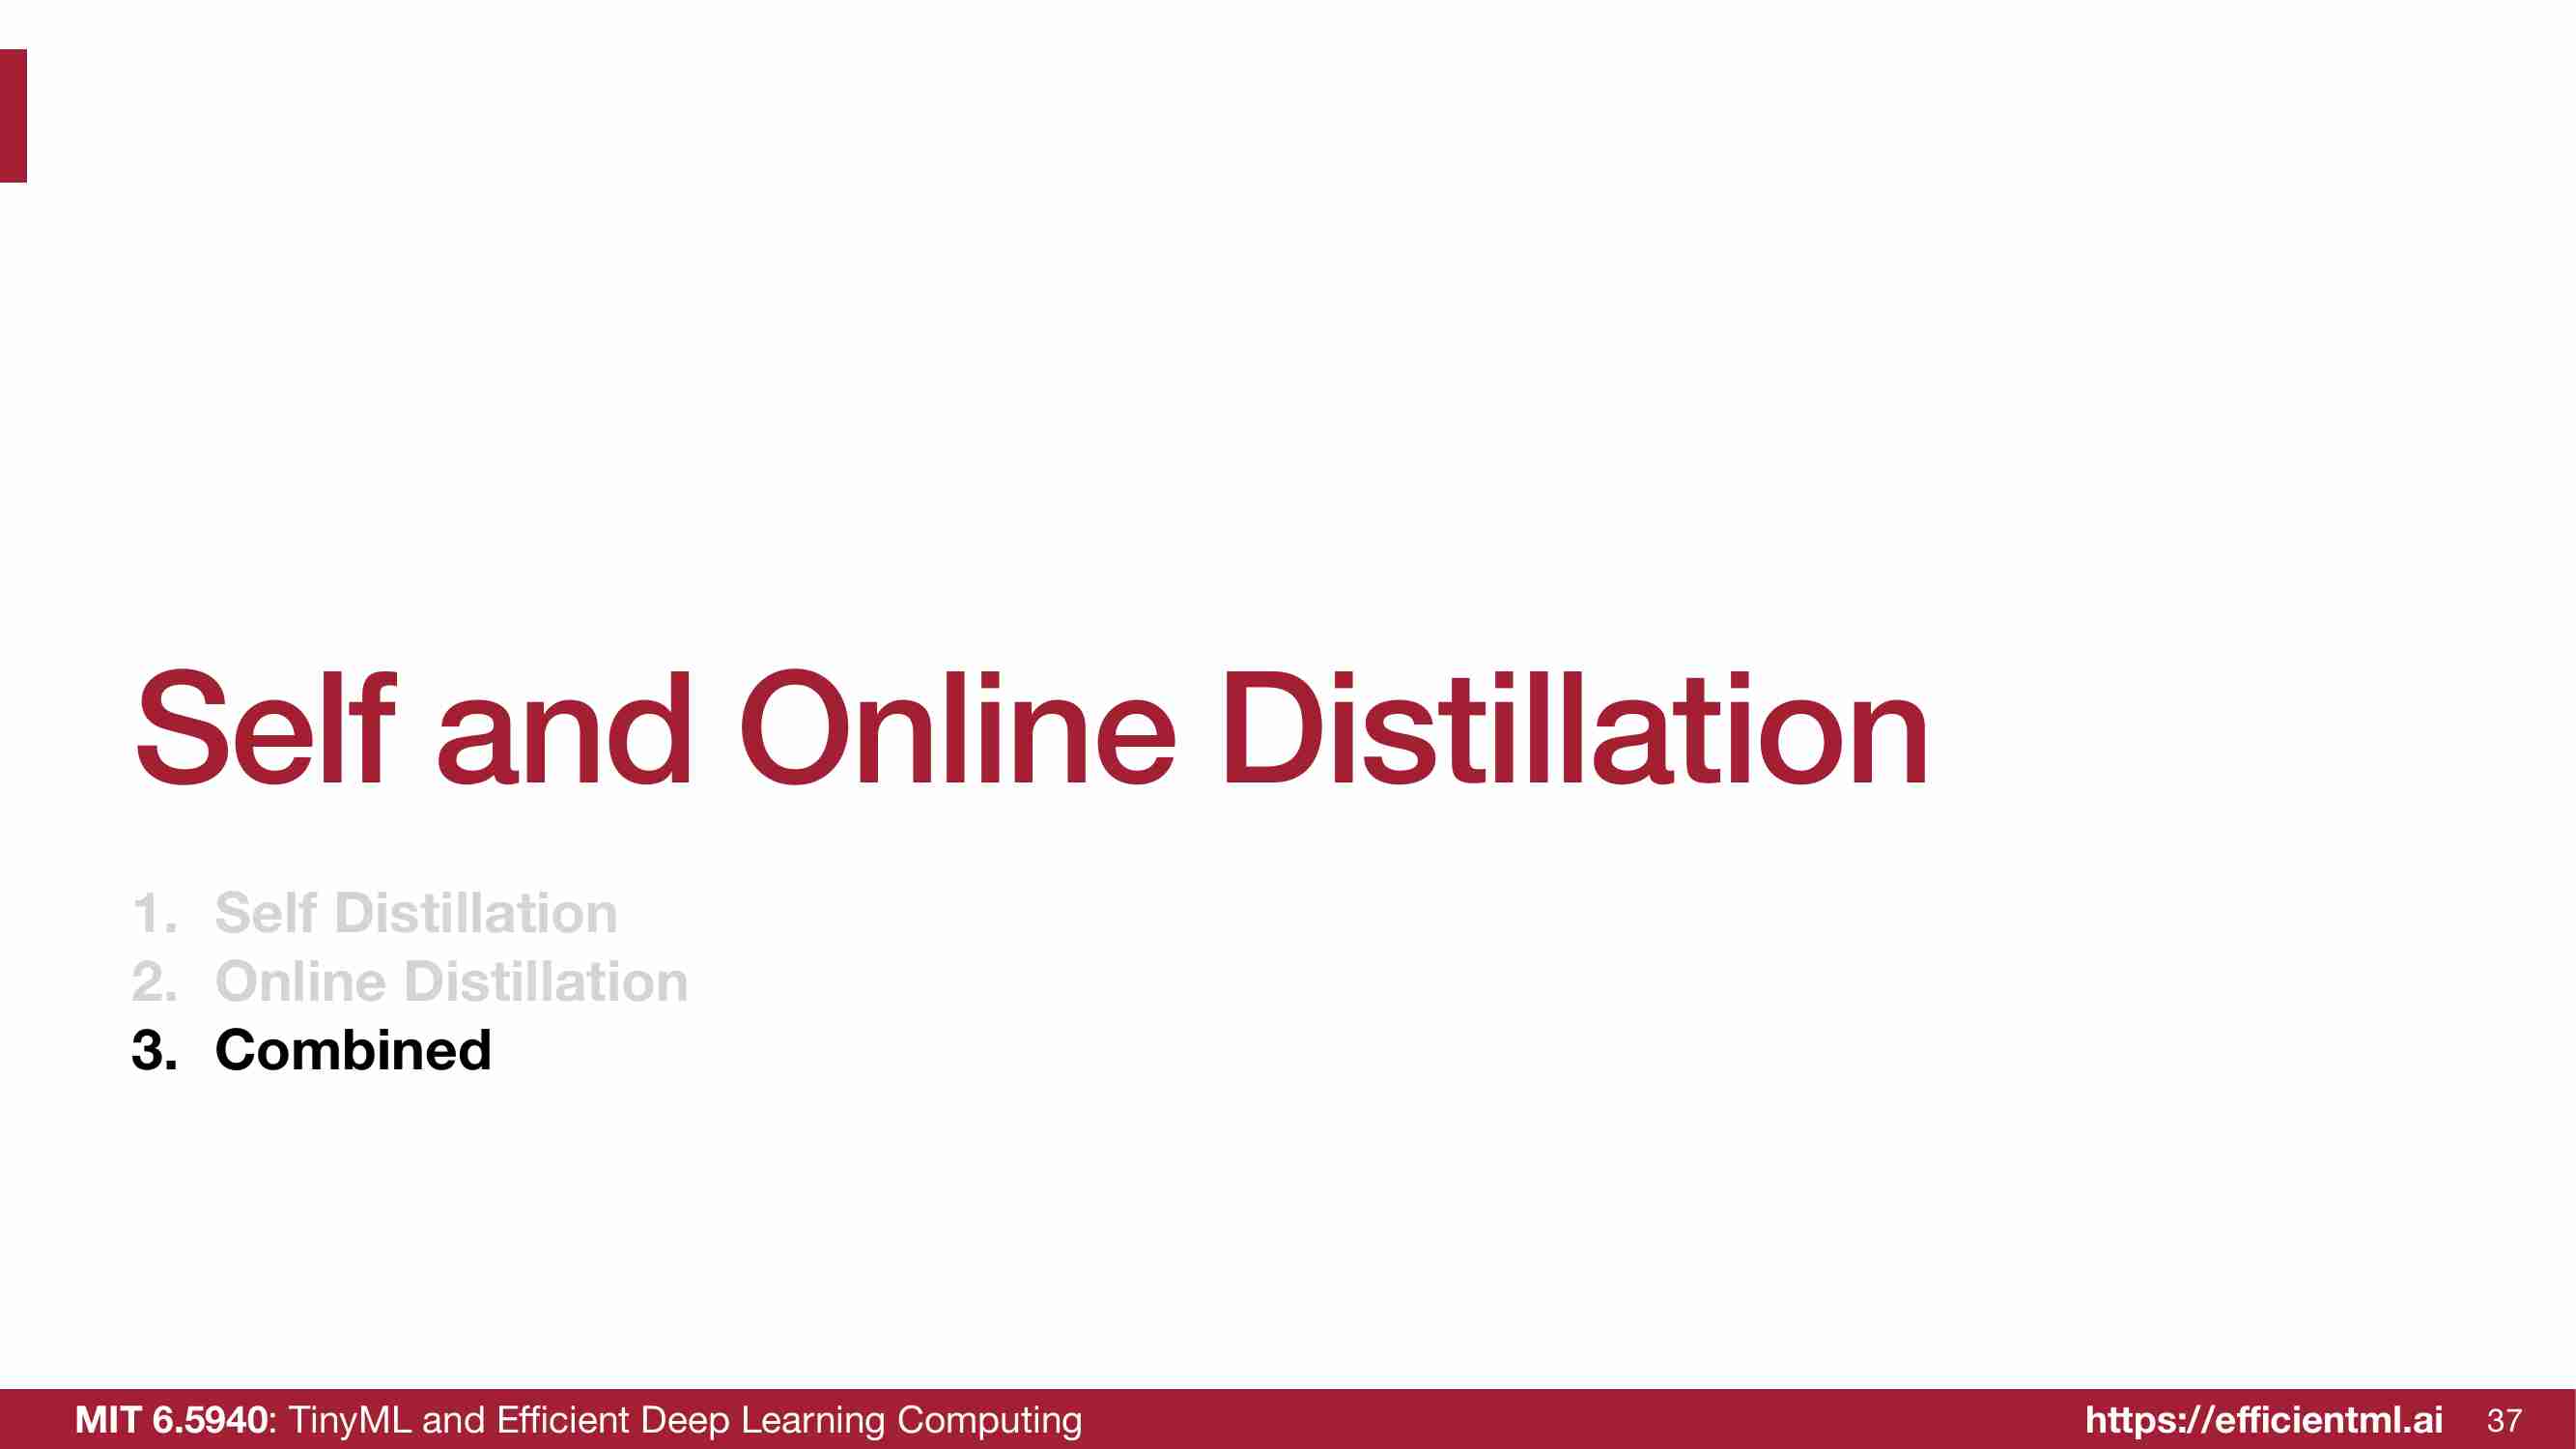 Self and Online Distillation
1. Self Distillation
2. Online Distillation
3. Combined
MIT 6.5940: TinyML and Efficient Deep Learning Computing
https://efficientml.ai 37